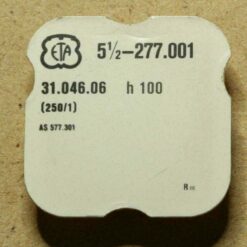 ETA 5½-277.001
31.046.06 h 100
(250/1)
AS 577.301